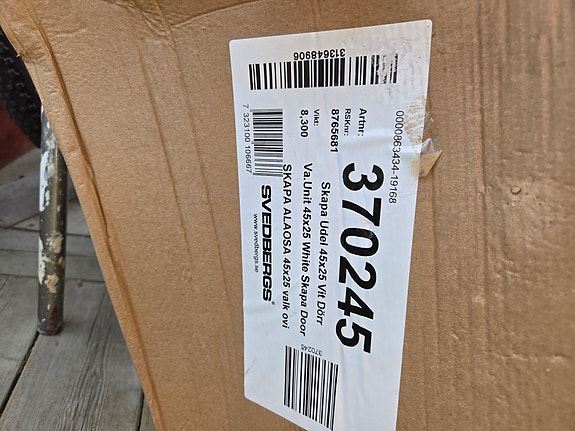 0000863434-19168
Artnr:
370245
RSKnr:
8765681
Vikt:
8,300
3136448906
Skapa Udel 45x25 Vit Dörr
Va.Unit 45x25 White Skapa Door
SKAPA ALAOSA 45x25 valk ovi
7 323100 106667
SVEDBERGS®
www.svedbergs.se
370245